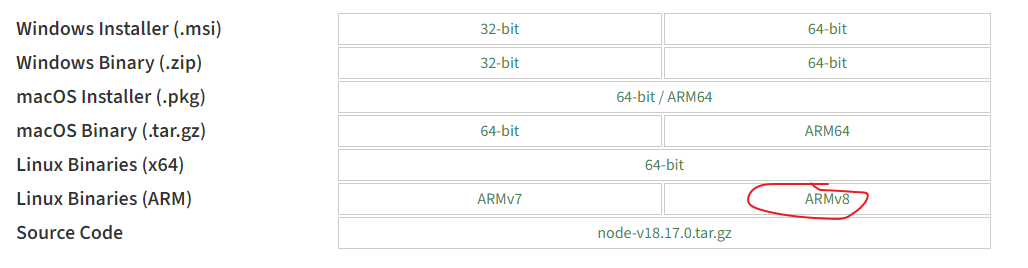 Windows Installer (.msi) 32-bit 64-bit
Windows Binary (.zip) 32-bit 64-bit
macOS Installer (.pkg) 64-bit / ARM64
macOS Binary (.tar.gz) 64-bit ARM64
Linux Binaries (x64) 64-bit
Linux Binaries (ARM) ARMv7 ARMv8
Source Code node-v18.17.0.tar.gz